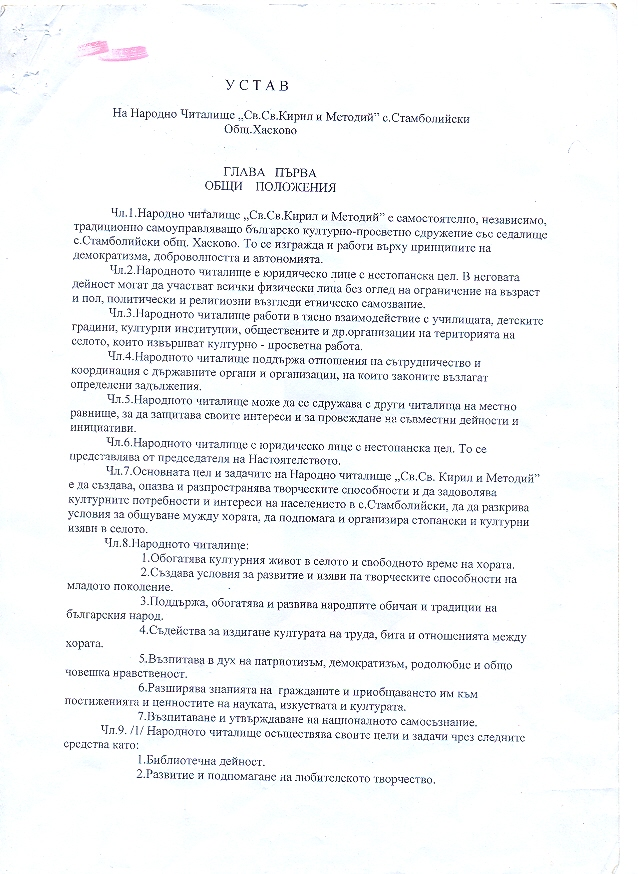 У С Т А В
На Народно Читалище „Св.Св.Кирил и Методий” с.Стамболийски
Общ.Хасково
ГЛАВА ПЪРВА
ОБЩИ ПОЛОЖЕНИЯ
Чл.1.Народно читалище „Св.Св.Кирил и Методий” е самостоятелно, независимо,
традиционно самоуправляващо българско културно-просветно сдружение със седалище
с.Стамболийски общ. Хасково. То се изгражда и работи върху принципите на
демократизма, доброволността и автономията.
Чл.2.Народното читалище е юридическо лице с нестопанска цел. В неговата
дейност могат да участват всички физически лица без оглед на ограничение на възраст
и пол, политически и религиозни възгледи етническо самозвание.
Чл.3.Народното читалище работи в тясно взаимодействие с училищата, детските
градини, културни институции, обществените и др.организации на територията на
селото, които извършват културно - просветна работа.
Чл.4.Народното читалище поддържа отношения на сътрудничество и
координация с държавните органи и организации, на които законите възлагат
определени задължения.
Чл.5.Народното читалище може да се сдружава с други читалища на местно
равнище, за да защитава своите интереси и за провеждане на съвместни дейности и
инициативи.
Чл.6.Народното читалище е юридическо лице с нестопанска цел. То се
представлява от председателя на Настоятелството.
Чл.7.Основната цел и задачите на Народно читалище „Св.Св. Кирил и Методий”
е да създава, опазва и разпространява творческите способности и да задоволява
културните потребности и интереси на населението в с.Стамболийски, да да разкрива
условия за общуване мужду хората, да подпомага и организира стопански и културни
изяви в селото.
Чл.8.Народното читалище:
1.Обогатява културния живот в селото и свободното време на хората.
2.Създава условия за развитие и изяви на творческите способности на
младото поколение.
3.Поддържа, обогатява и развива народните обичаи и традиции на
българския народ.
4.Съдейства за издигане културата на труда, бита и отношенията между
хората.
5.Възпитава в дух на патриотизъм, демократизъм, родолюбие и общо
човешка нравственост.
6.Разширява знанията на гражданите и приобщаването им към
постиженията и ценностите на науката, изкуствата и културата.
7.Възпитаване и утвърждаване на националното самосъзнание.
Чл.9. /1/ Народното читалище осъществява своите цели и задачи чрез следните
средства като:
1.Библиотечна дейност.
2.Развитие и подпомагане на любителското творчество.